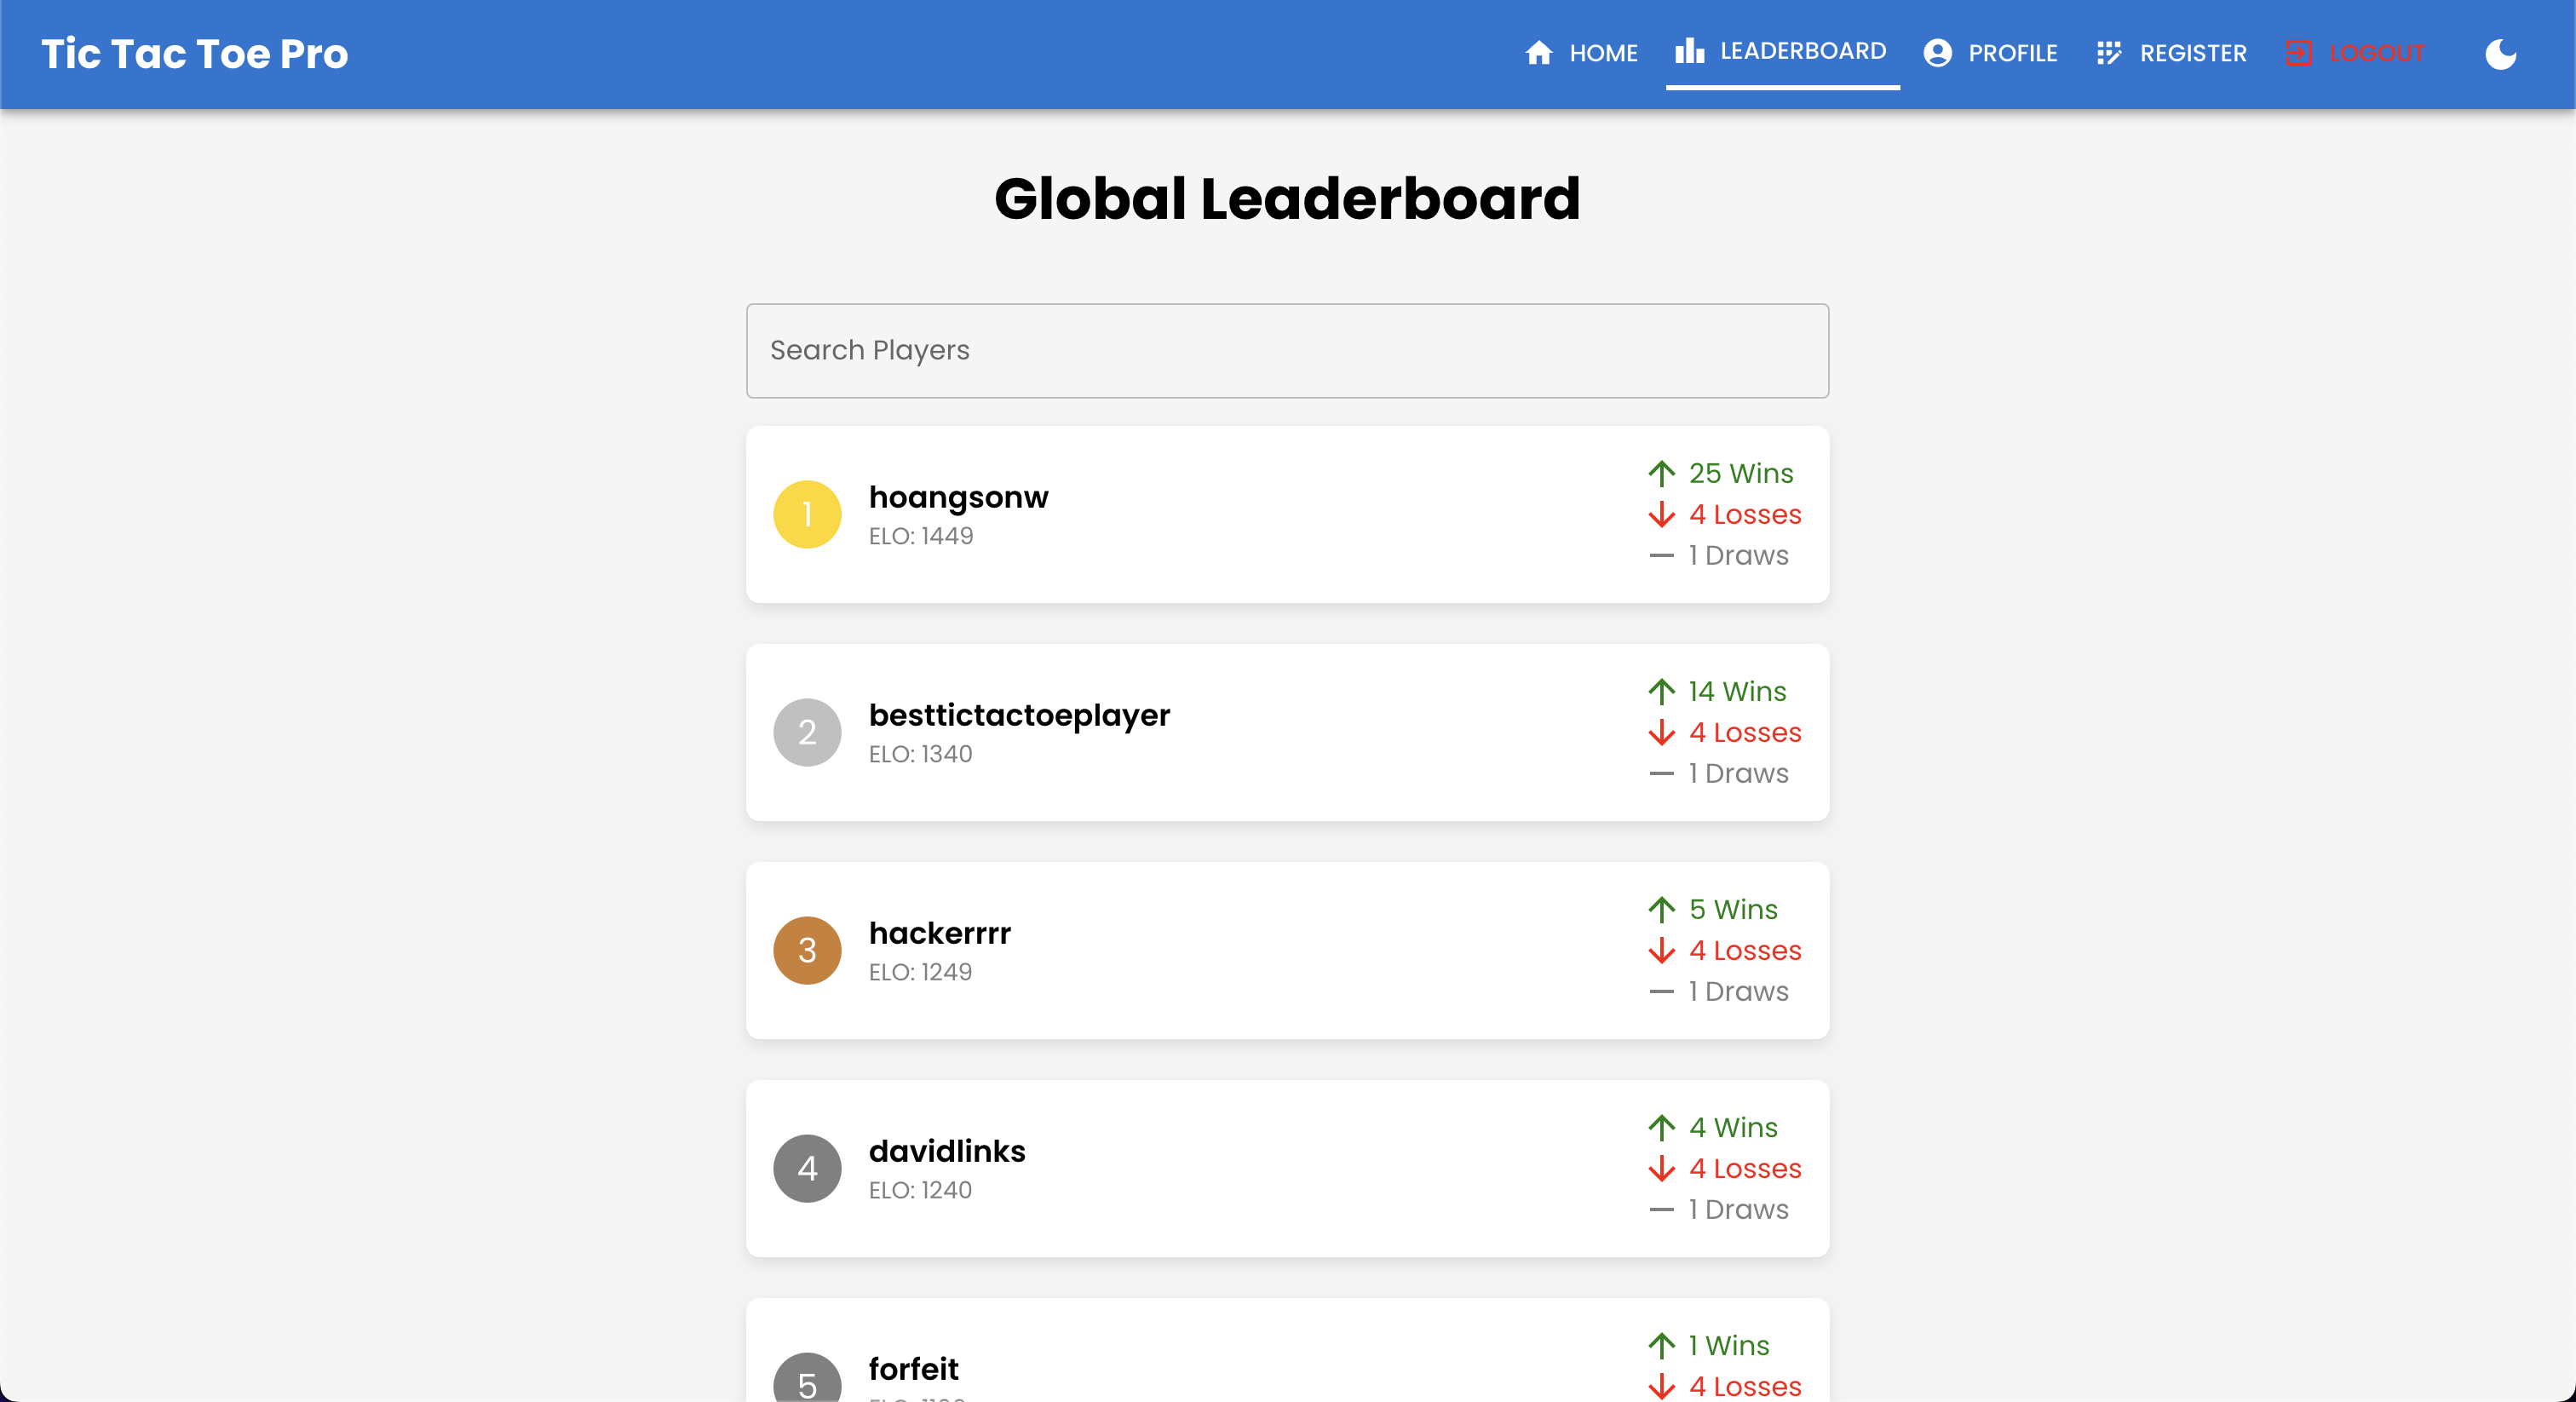 Tic Tac Toe Pro
HOME
LEADERBOARD
PROFILE
REGISTER
LOGOUT
Global Leaderboard
Search Players
1
hoangsonw
ELO: 1449
25 Wins
4 Losses
1 Draws
2
besttictactoeplayer
ELO: 1340
14 Wins
4 Losses
1 Draws
3
hackerrrr
ELO: 1249
5 Wins
4 Losses
1 Draws
4
davidlinks
ELO: 1240
4 Wins
4 Losses
1 Draws
5
forfeit
1 Wins
4 Losses